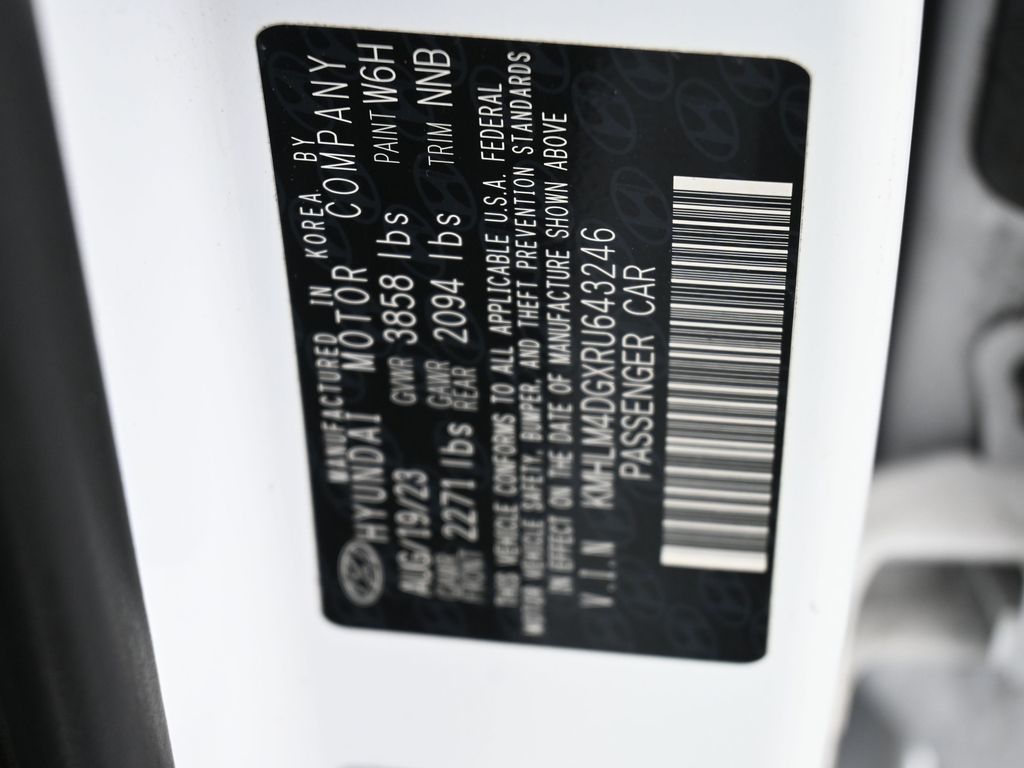 MANUFACTURED IN KOREA BY
HYUNDAI MOTOR COMPANY
AUG/19/23 GVWR 3858 lbs PAINT W6H
GAWR FRONT 2271 lbs GAWR REAR 2094 lbs TRIM NNB
THIS VEHICLE CONFORMS TO ALL APPLICABLE U.S.A. FEDERAL
MOTOR VEHICLE SAFETY, BUMPER, AND THEFT PREVENTION STANDARDS
IN EFFECT ON THE DATE OF MANUFACTURE SHOWN ABOVE
V.I.N KMHLM4DGXRU643246
PASSENGER CAR